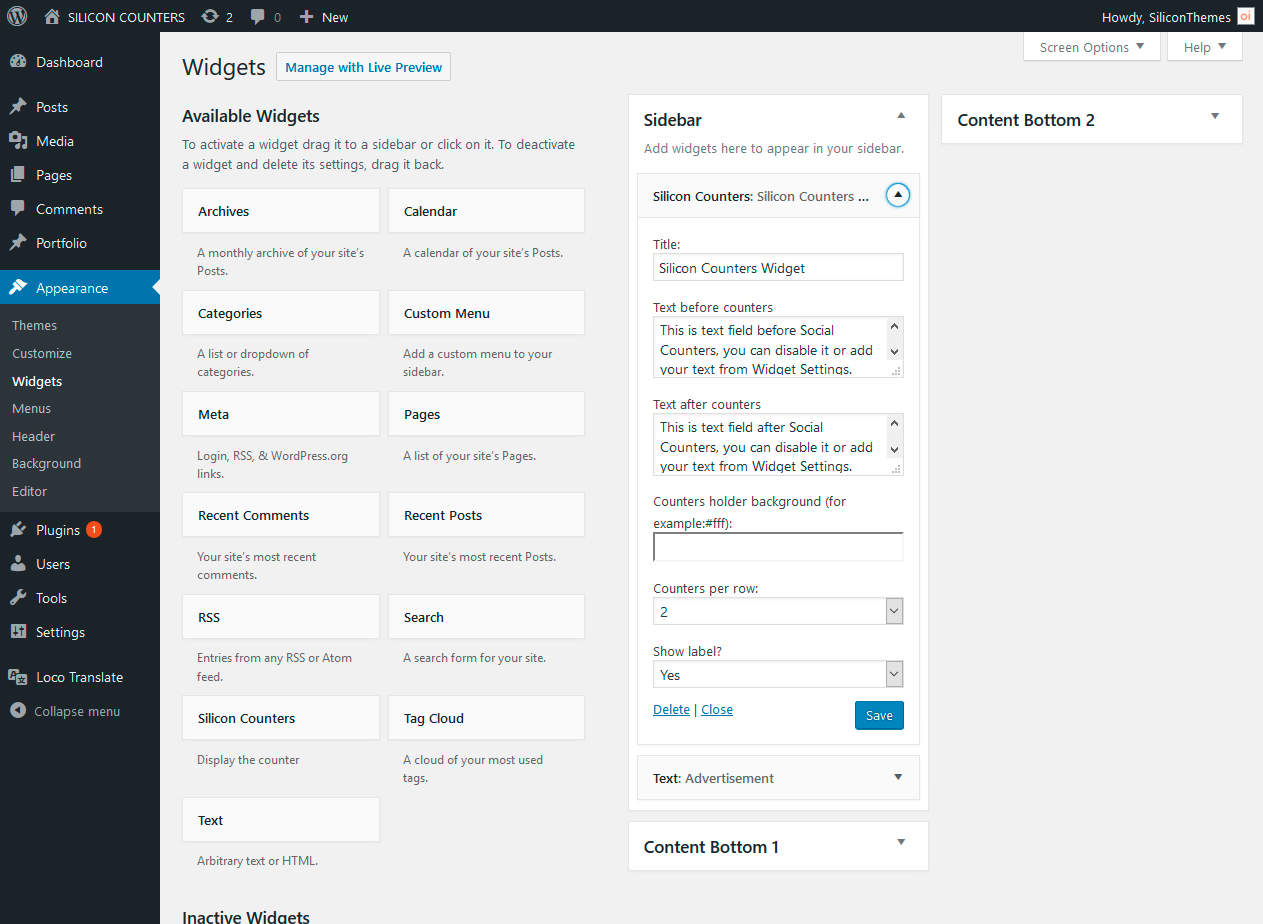 SILICON COUNTERS
2
0
New
Howdy, SiliconThemes
oi
Dashboard
Posts
Media
Pages
Comments
Portfolio
Appearance
Themes
Customize
Widgets
Menus
Header
Background
Editor
Plugins 1
Users
Tools
Settings
Loco Translate
Collapse menu
Screen Options
Help
Widgets
Manage with Live Preview
Available Widgets
To activate a widget drag it to a sidebar or click on it. To deactivate
a widget and delete its settings, drag it back.
Archives
A monthly archive of your site's
Posts.
Calendar
A calendar of your site's Posts.
Categories
A list or dropdown of
categories.
Custom Menu
Add a custom menu to your
sidebar.
Meta
Login, RSS, & WordPress.org
links.
Pages
A list of your site's Pages.
Recent Comments
Your site's most recent
comments.
Recent Posts
Your site's most recent Posts.
RSS
Entries from any RSS or Atom
feed.
Search
A search form for your site.
Silicon Counters
Display the counter
Tag Cloud
A cloud of your most used
tags.
Text
Arbitrary text or HTML.
Inactive Widgets
Sidebar
Add widgets here to appear in your sidebar.
Silicon Counters: Silicon Counters ...
Title:
Silicon Counters Widget
Text before counters
This is text field before Social
Counters, you can disable it or add
your text from Widget Settings.
Text after counters
This is text field after Social
Counters, you can disable it or add
your text from Widget Settings.
Counters holder background (for
example:#fff):
Counters per row:
2
Show label?
Yes
Delete | Close
Save
Text: Advertisement
Content Bottom 1
Content Bottom 2